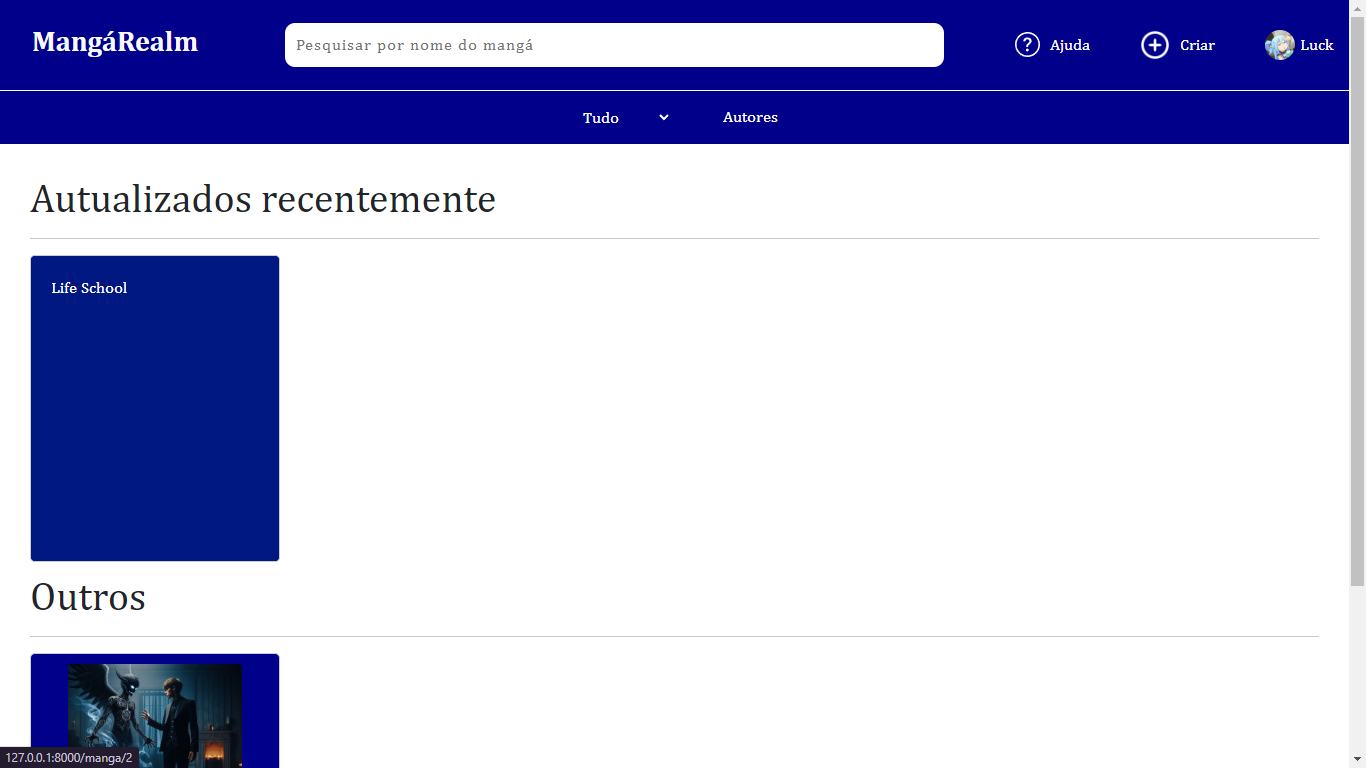 MangáRealm
Pesquisar por nome do mangá
Ajuda
Criar
Luck
Tudo
Autores
Autualizados recentemente
Life School
Outros
127.0.0.1:8000/manga/2